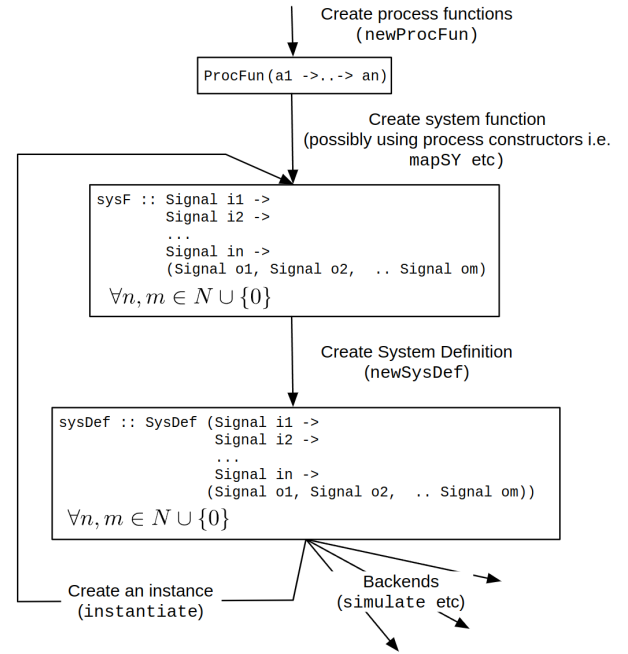 Create process functions
(newProcFun)
ProcFun(a1 ->..-> an)
Create system function
(possibly using process constructors i.e.
mapSY etc)
sysF :: Signal i1 ->
Signal i2 ->
...
Signal in ->
(Signal o1, Signal o2,  .. Signal om)
∀n, m ∈ N ∪ {0}
Create System Definition
(newSysDef)
sysDef :: SysDef (Signal i1 ->
Signal i2 ->
...
Signal in ->
(Signal o1, Signal o2,  .. Signal om))
∀n, m ∈ N ∪ {0}
Create an instance
(instantiate)
Backends
(simulate etc)